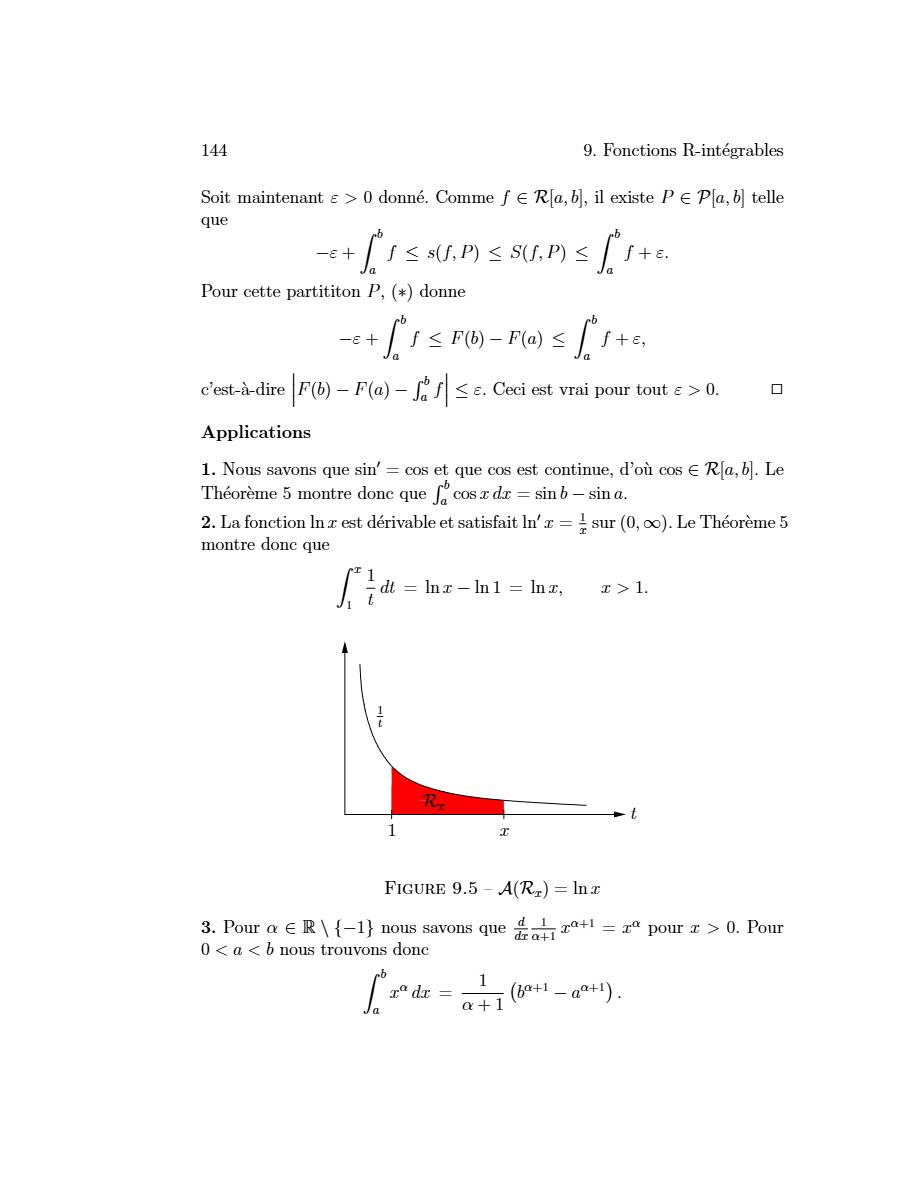 144 9. Fonctions R-intégrables
Soit maintenant ε > 0 donné. Comme f ∈ ℛ[a, b], il existe P ∈ 𝒫[a, b] telle
que
−ε + ∫_a^b f ≤ s(f, P) ≤ S(f, P) ≤ ∫_a^b f + ε.
Pour cette partititon P, (∗) donne
−ε + ∫_a^b f ≤ F(b) − F(a) ≤ ∫_a^b f + ε,
c'est-à-dire |F(b) − F(a) − ∫_a^b f| ≤ ε. Ceci est vrai pour tout ε > 0. □
Applications
1. Nous savons que sin′ = cos et que cos est continue, d'où cos ∈ ℛ[a, b]. Le
Théorème 5 montre donc que ∫_a^b cos x dx = sin b − sin a.
2. La fonction ln x est dérivable et satisfait ln′ x = 1/x sur (0, ∞). Le Théorème 5
montre donc que
∫_1^x 1/t dt = ln x − ln 1 = ln x, x > 1.
1/t
ℛ_x
t
1 x
Figure 9.5 – 𝒜(ℛ_x) = ln x
3. Pour α ∈ ℝ \ {−1} nous savons que d/dx 1/(α+1) x^{α+1} = x^α pour x > 0. Pour
0 < a < b nous trouvons donc
∫_a^b x^α dx = 1/(α + 1) (b^{α+1} − a^{α+1}).